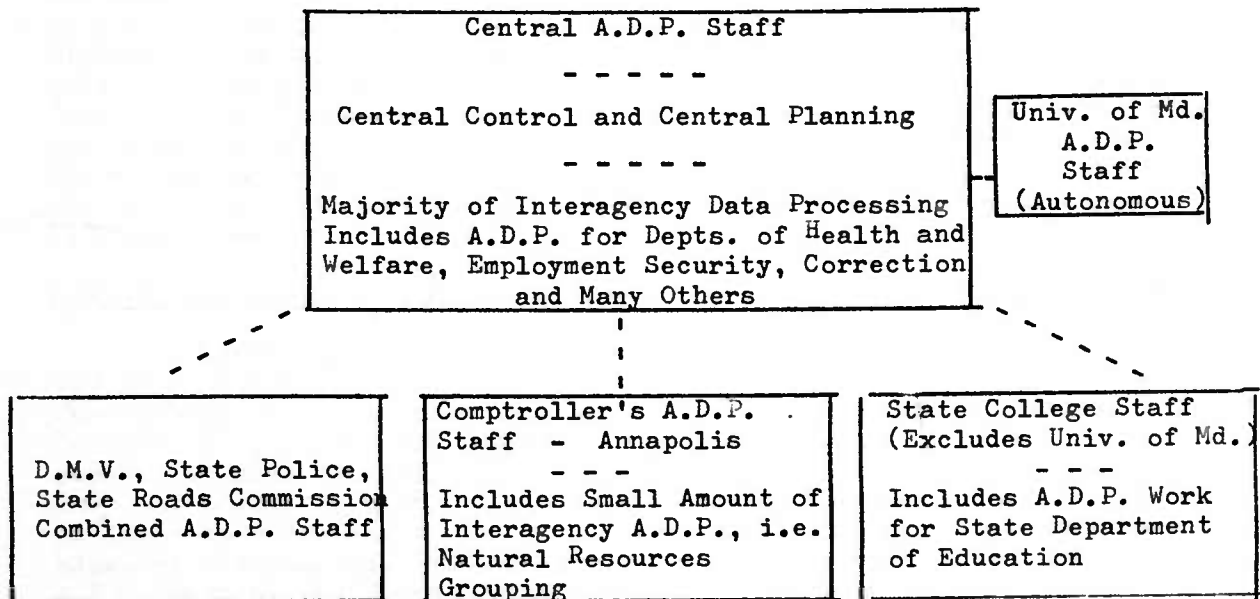 Central A.D.P. Staff
- - - - -
Central Control and Central Planning
- - - - -
Majority of Interagency Data Processing
Includes A.D.P. for Depts. of Health and
Welfare, Employment Security, Correction
and Many Others
Univ. of Md.
A.D.P.
Staff
(Autonomous)
D.M.V., State Police,
State Roads Commission
Combined A.D.P. Staff
Comptroller's A.D.P.
Staff - Annapolis
- - -
Includes Small Amount of
Interagency A.D.P., i.e.
Natural Resources
Grouping
State College Staff
(Excludes Univ. of Md.)
- - -
Includes A.D.P. Work
for State Department
of Education